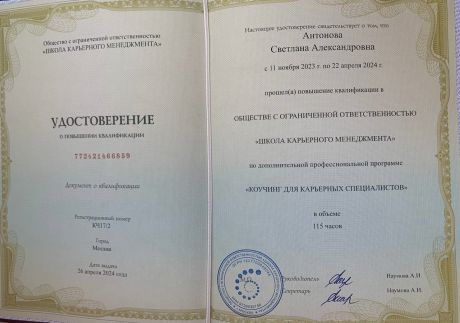 Общество с ограниченной ответственностью
«ШКОЛА КАРЬЕРНОГО МЕНЕДЖМЕНТА»
УДОСТОВЕРЕНИЕ
О ПОВЫШЕНИИ КВАЛИФИКАЦИИ
772421466859
Документ о квалификации
Регистрационный номер
Город
Москва
Дата выдачи
26 апреля 2024 года
Настоящее удостоверение свидетельствует о том, что
Антонова
Светлана Александровна
с 11 ноября 2023 г. по 22 апреля 2024 г.
прошел(а) повышение квалификации в
ОБЩЕСТВЕ С ОГРАНИЧЕННОЙ ОТВЕТСТВЕННОСТЬЮ
«ШКОЛА КАРЬЕРНОГО МЕНЕДЖМЕНТА»
по дополнительной профессиональной программе
«КОУЧИНГ ДЛЯ КАРЬЕРНЫХ СПЕЦИАЛИСТОВ»
в объеме
115 часов
Руководитель
Наумова А.И.
Секретарь
Наумова А.И.